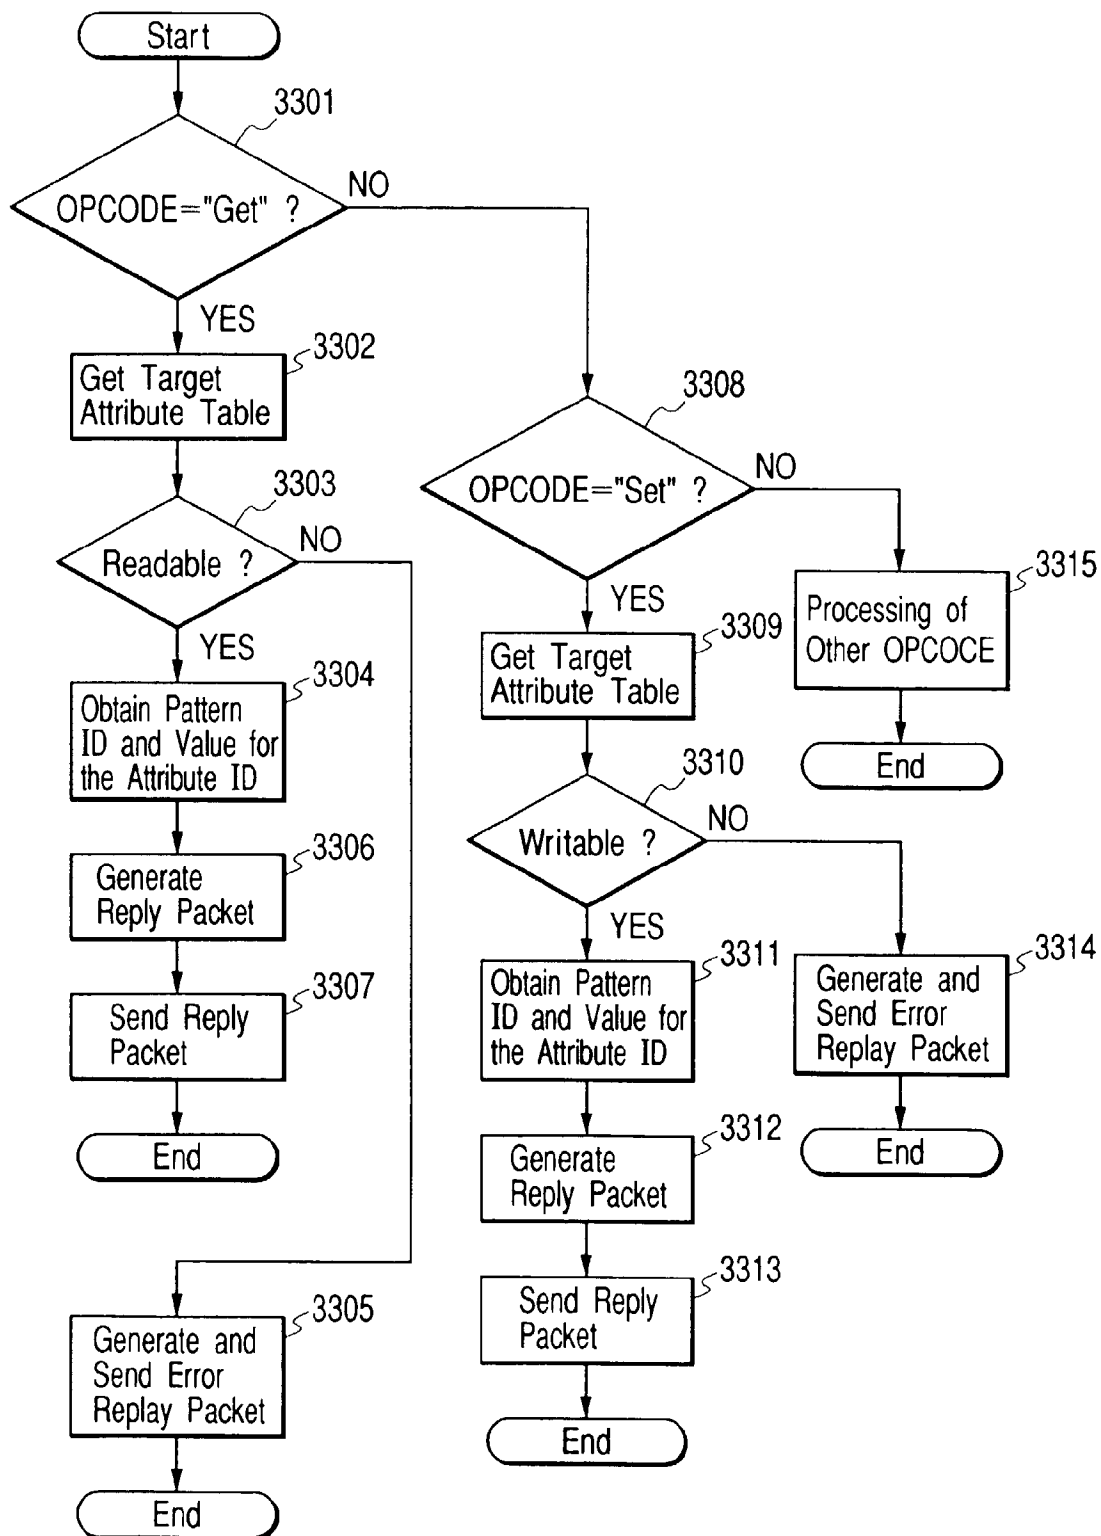 Start
3301
OPCODE="Get" ?
NO
YES
3302
Get Target
Attribute Table
3303
Readable ?
NO
YES
3304
Obtain Pattern
ID and Value for
the Attribute ID
3306
Generate
Reply Packet
3307
Send Reply
Packet
End
3305
Generate and
Send Error
Replay Packet
End
3308
OPCODE="Set" ?
NO
YES
3309
Get Target
Attribute Table
3310
Writable ?
NO
YES
3311
Obtain Pattern
ID and Value for
the Attribute ID
3312
Generate
Reply Packet
3313
Send Reply
Packet
End
3315
Processing of
Other OPCOCE
End
3314
Generate and
Send Error
Replay Packet
End